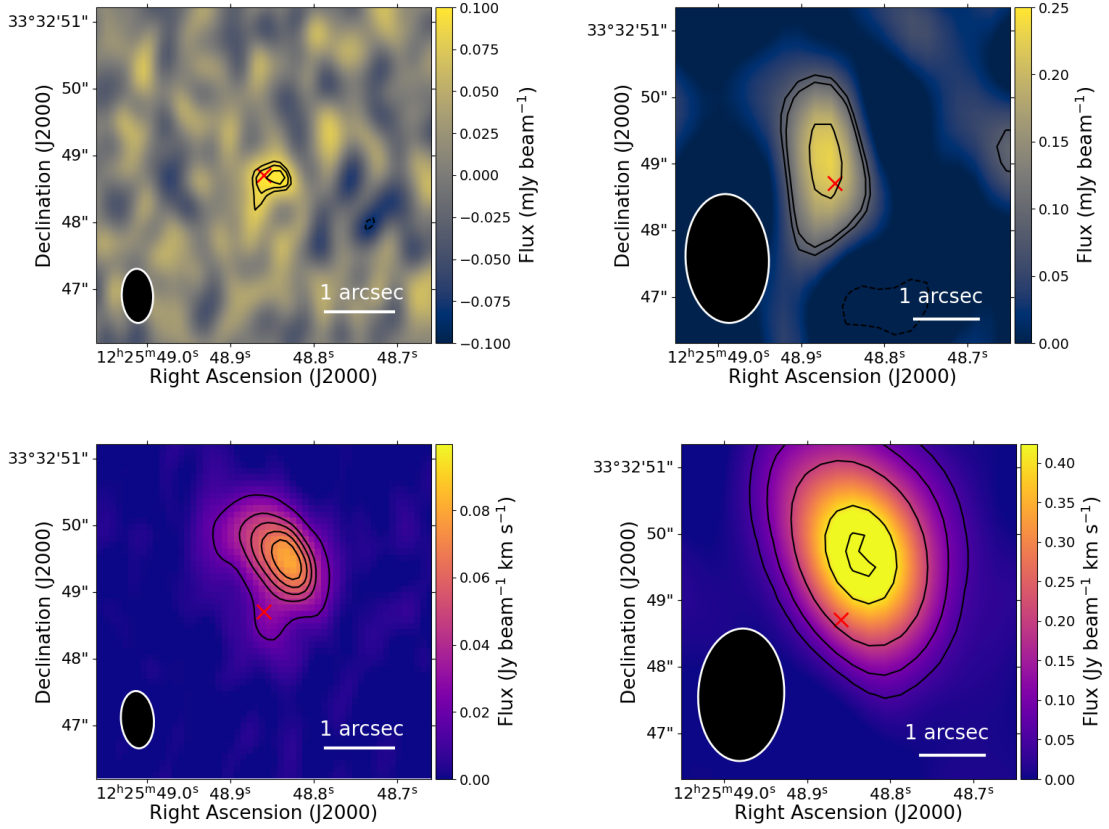 33°32'51"
50"
49"
48"
47"
Declination (J2000)
12ʰ25ᵐ49.0ˢ
48.9ˢ
48.8ˢ
48.7ˢ
Right Ascension (J2000)
1 arcsec
0.100
0.075
0.050
0.025
0.000
−0.025
−0.050
−0.075
−0.100
Flux (mJy beam⁻¹)
33°32'51"
50"
49"
48"
47"
Declination (J2000)
12ʰ25ᵐ49.0ˢ
48.9ˢ
48.8ˢ
48.7ˢ
Right Ascension (J2000)
1 arcsec
0.25
0.20
0.15
0.10
0.05
0.00
Flux (mJy beam⁻¹)
33°32'51"
50"
49"
48"
47"
Declination (J2000)
12ʰ25ᵐ49.0ˢ
48.9ˢ
48.8ˢ
48.7ˢ
Right Ascension (J2000)
1 arcsec
0.08
0.06
0.04
0.02
0.00
Flux (Jy beam⁻¹ km s⁻¹)
33°32'51"
50"
49"
48"
47"
Declination (J2000)
12ʰ25ᵐ49.0ˢ
48.9ˢ
48.8ˢ
48.7ˢ
Right Ascension (J2000)
1 arcsec
0.40
0.35
0.30
0.25
0.20
0.15
0.10
0.05
0.00
Flux (Jy beam⁻¹ km s⁻¹)